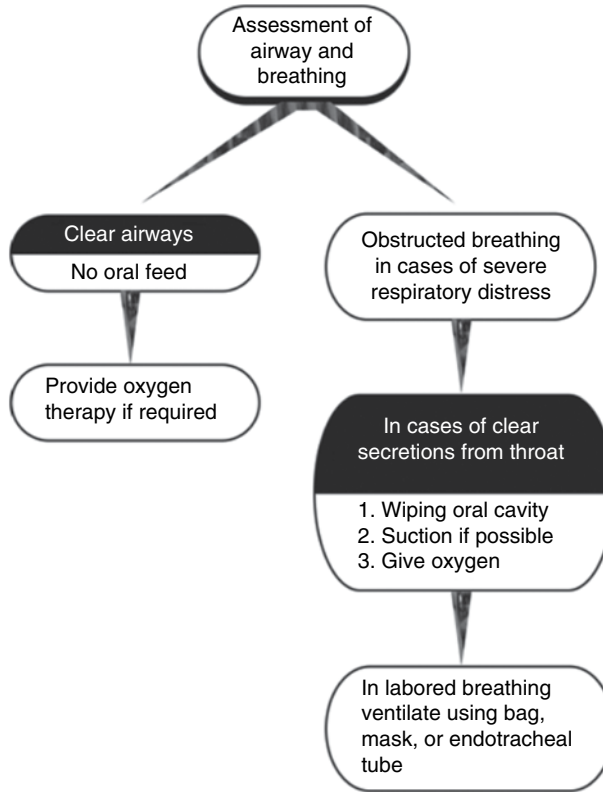 Assessment of
airway and
breathing
Clear airways
No oral feed
Provide oxygen
therapy if required
Obstructed breathing
in cases of severe
respiratory distress
In cases of clear
secretions from throat
1. Wiping oral cavity
2. Suction if possible
3. Give oxygen
In labored breathing
ventilate using bag,
mask, or endotracheal
tube